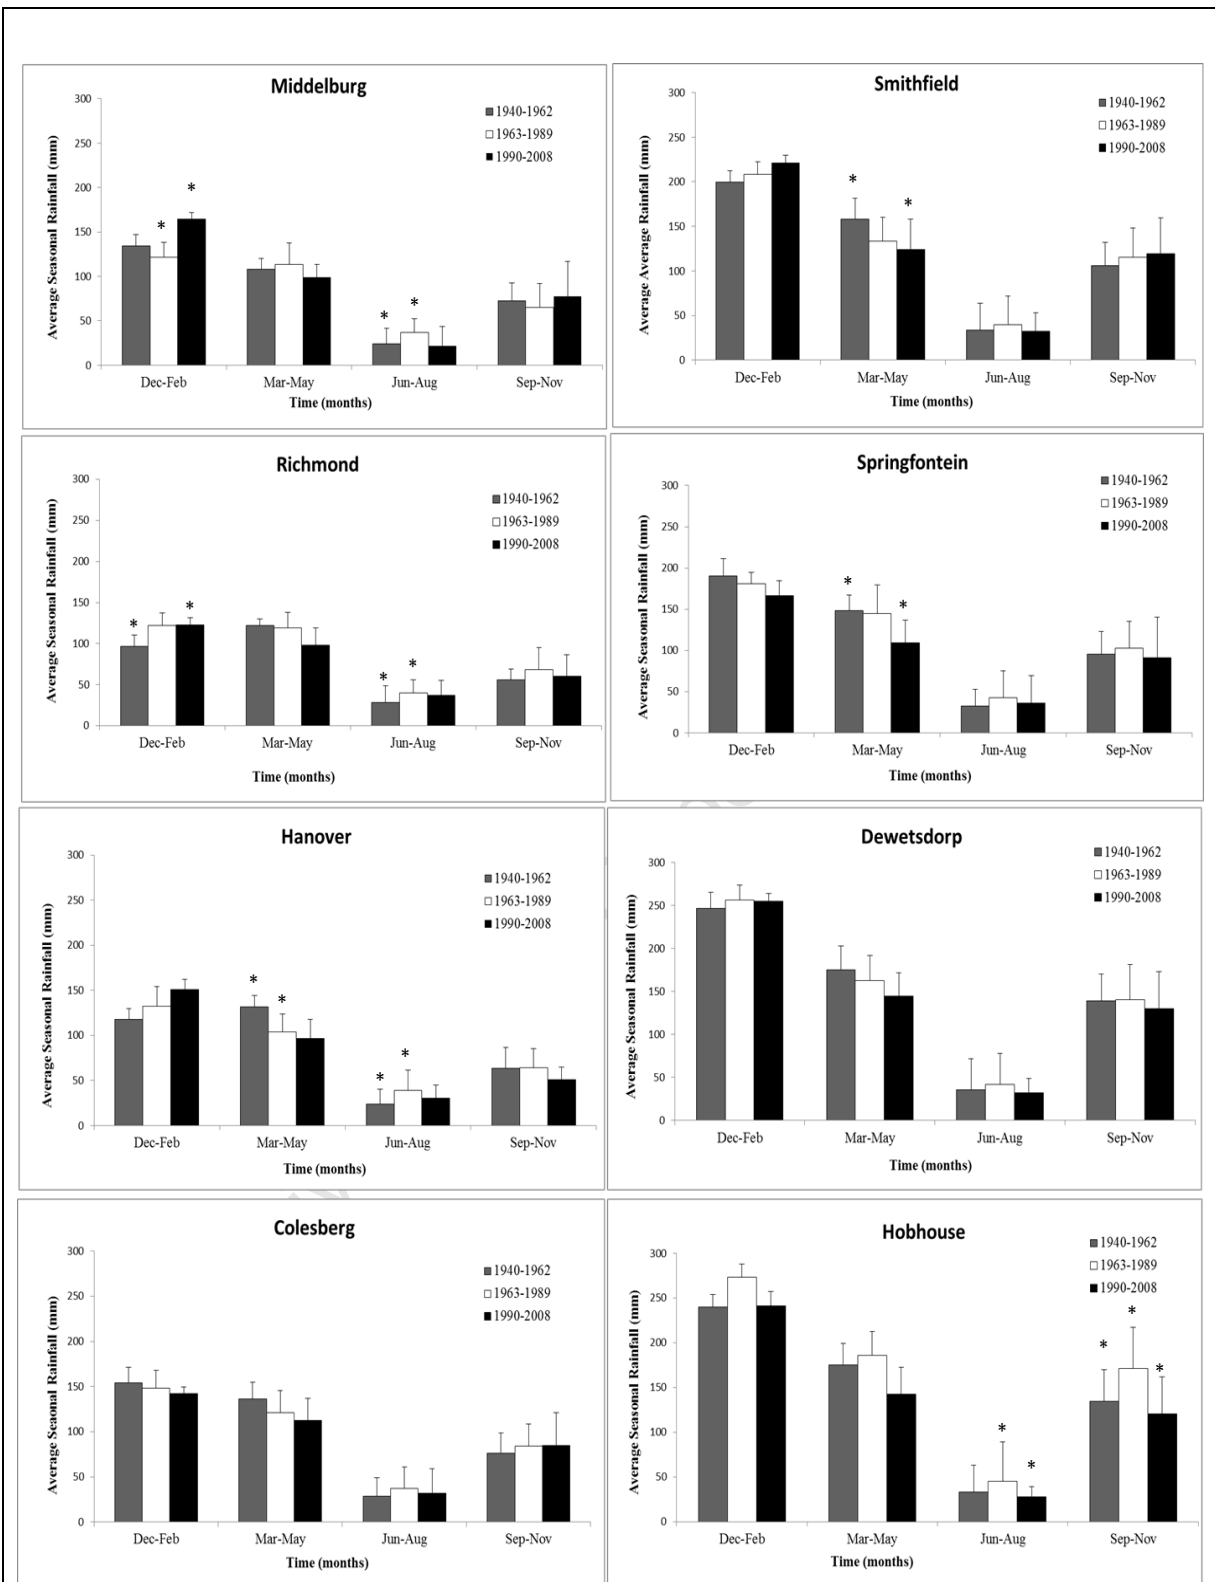 Middelburg
300
250
200
150
100
50
0
Average Seasonal Rainfall (mm)
1940-1962
1963-1989
1990-2008
* * * *
Dec-Feb Mar-May Jun-Aug Sep-Nov
Time (months)
Smithfield
300
250
200
150
100
50
0
Average Average Rainfall (mm)
1940-1962
1963-1989
1990-2008
* *
Dec-Feb Mar-May Jun-Aug Sep-Nov
Time (months)
Richmond
300
250
200
150
100
50
0
Average Seasonal Rainfall (mm)
1940-1962
1963-1989
1990-2008
* * * *
Dec-Feb Mar-May Jun-Aug Sep-Nov
Time (months)
Springfontein
300
250
200
150
100
50
0
Average Seasonal Rainfall (mm)
1940-1962
1963-1989
1990-2008
* *
Dec-Feb Mar-May Jun-Aug Sep-Nov
Time (months)
Hanover
300
250
200
150
100
50
0
Average Seasonal Rainfall (mm)
1940-1962
1963-1989
1990-2008
* * * *
Dec-Feb Mar-May Jun-Aug Sep-Nov
Time (months)
Dewetsdorp
300
250
200
150
100
50
0
Average Seasonal Rainfall (mm)
1940-1962
1963-1989
1990-2008
Dec-Feb Mar-May Jun-Aug Sep-Nov
Time (months)
Colesberg
300
250
200
150
100
50
0
Average Seaonal Rainfall (mm)
1940-1962
1963-1989
1990-2008
Dec-Feb Mar-May Jun-Aug Sep-Nov
Time (months)
Hobhouse
300
250
200
150
100
50
0
Average Seasonal Rainfall (mm)
1940-1962
1963-1989
1990-2008
* * * * *
Dec-Feb Mar-May Jun-Aug Sep-Nov
Time (months)